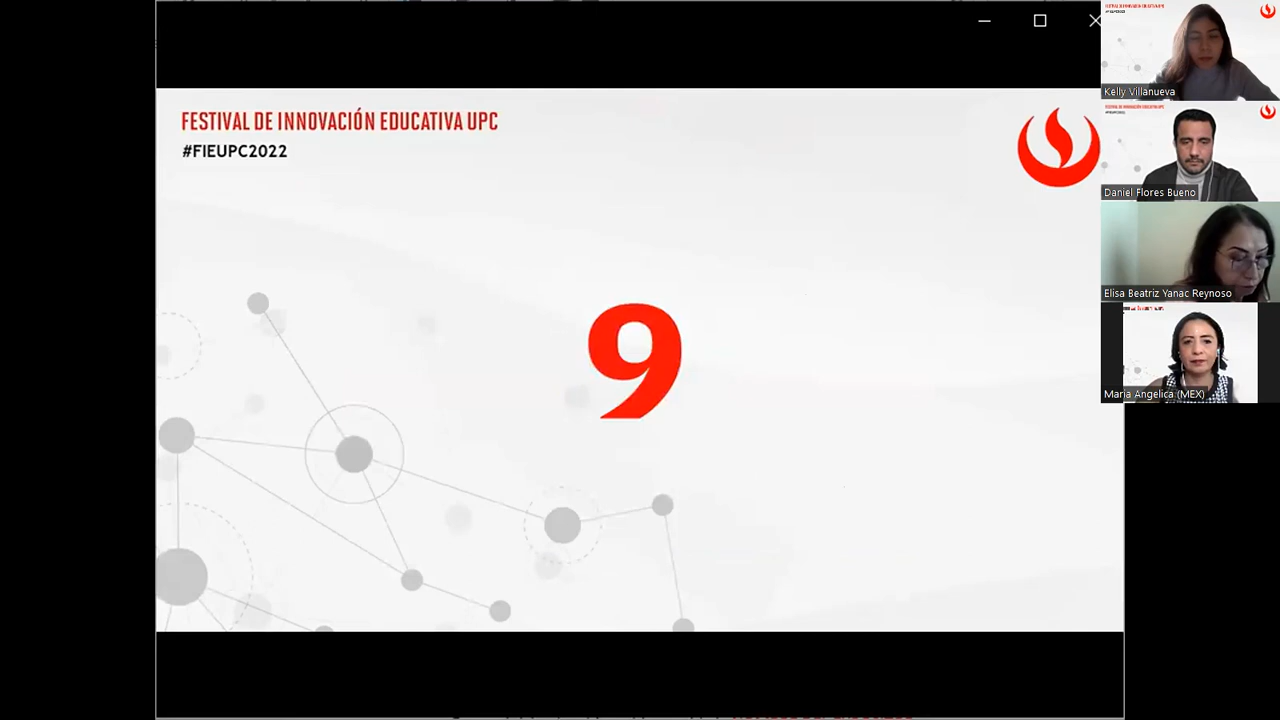 FESTIVAL DE INNOVACIÓN EDUCATIVA UPC
#FIEUPC2022
9
Kelly Villanueva
Daniel Flores Bueno
Elisa Beatriz Yanac Reynoso
Maria Angelica (MEX)